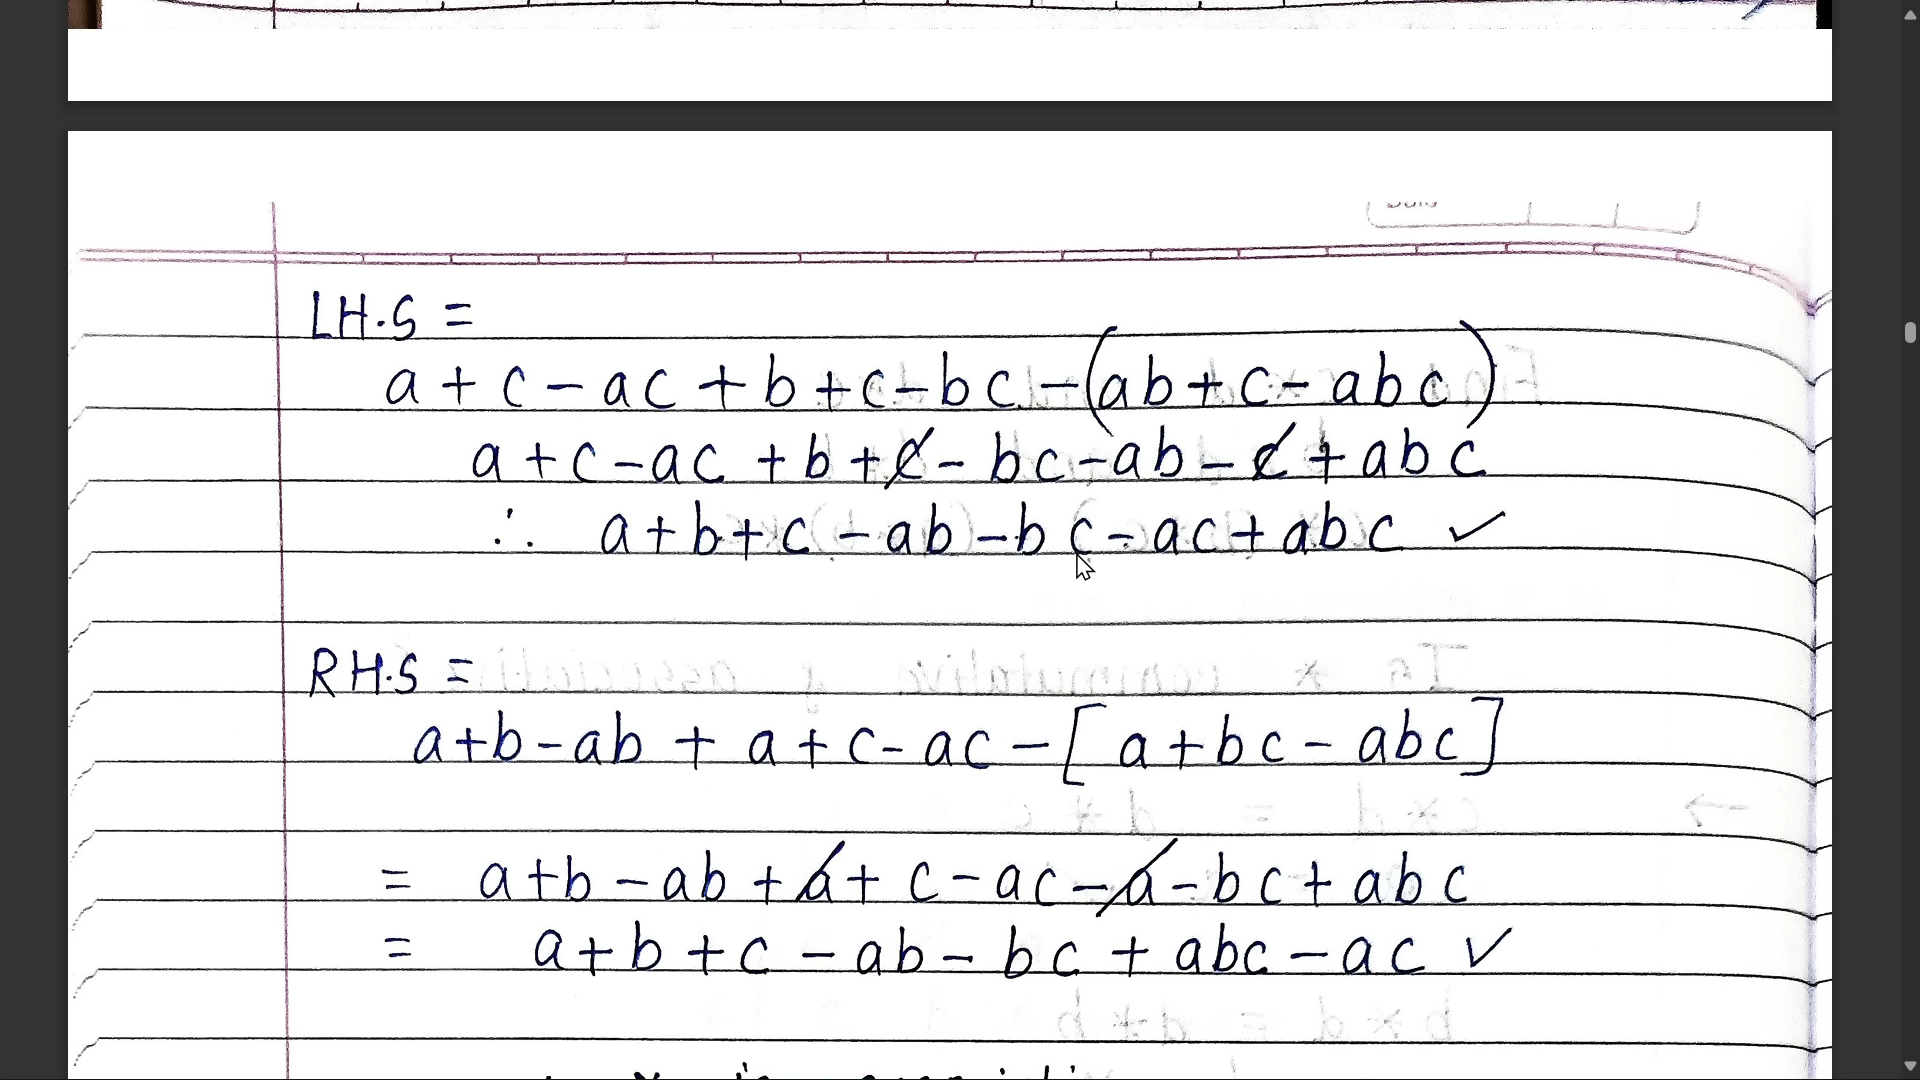 LH.S =
a + c - ac + b + c - bc - (ab + c - abc)
a + c - ac + b + c - bc - ab - c + abc
∴ a + b + c - ab - bc - ac + abc ✓
RH.S =
a + b - ab + a + c - ac - [a + bc - abc]
= a + b - ab + a + c - ac - a - bc + abc
= a + b + c - ab - bc + abc - ac ✓